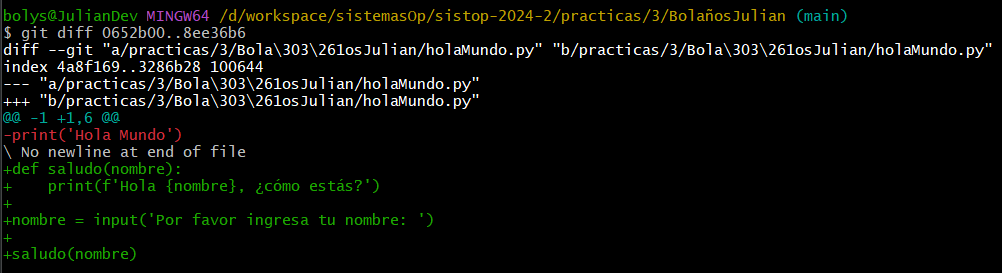 bolys@JulianDev MINGW64 /d/workspace/sistemasOp/sistop-2024-2/practicas/3/BolañosJulian (main)
$ git diff 0652b00..8ee36b6
diff --git "a/practicas/3/Bola\303\261osJulian/holaMundo.py" "b/practicas/3/Bola\303\261osJulian/holaMundo.py"
index 4a8f169..3286b28 100644
--- "a/practicas/3/Bola\303\261osJulian/holaMundo.py"
+++ "b/practicas/3/Bola\303\261osJulian/holaMundo.py"
@@ -1 +1,6 @@
-print('Hola Mundo')
\ No newline at end of file
+def saludo(nombre):
+    print(f'Hola {nombre}, ¿cómo estás?')
+
+nombre = input('Por favor ingresa tu nombre: ')
+
+saludo(nombre)